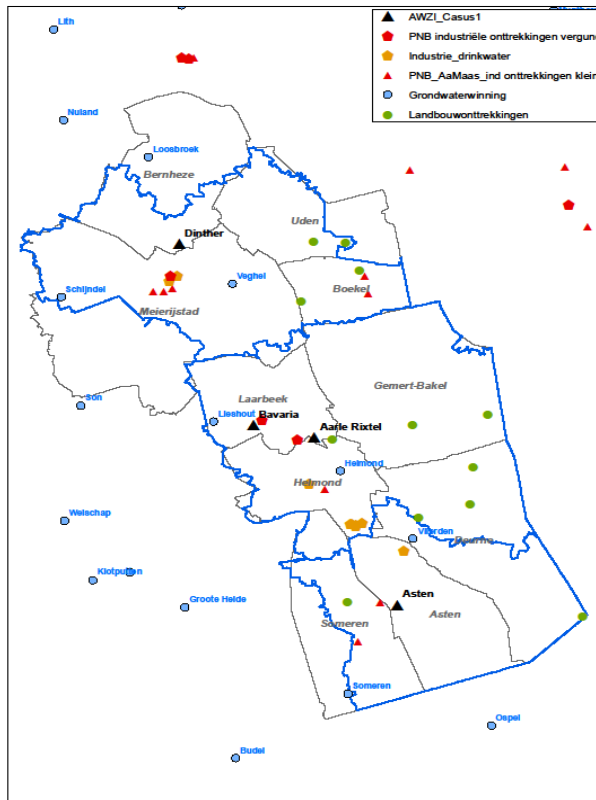 Lith
AWZI_Casus1
PNB industriële onttrekkingen vergund
Industrie_drinkwater
PNB_AaMaas_ind onttrekkingen klein
Grondwaterwinning
Landbouwonttrekkingen
Nuland
Loosbroek
Bernheze
Uden
Dinther
Veghel
Schijndel
Boekel
Meierijstad
Gemert-Bakel
Laarbeek
Son
Lieshout
Bavaria
Aarle Rixtel
Helmond
Helmond
Welschap
Vlierden
Deurne
Klotputten
Groote Heide
Asten
Asten
Someren
Someren
Ospel
Budel